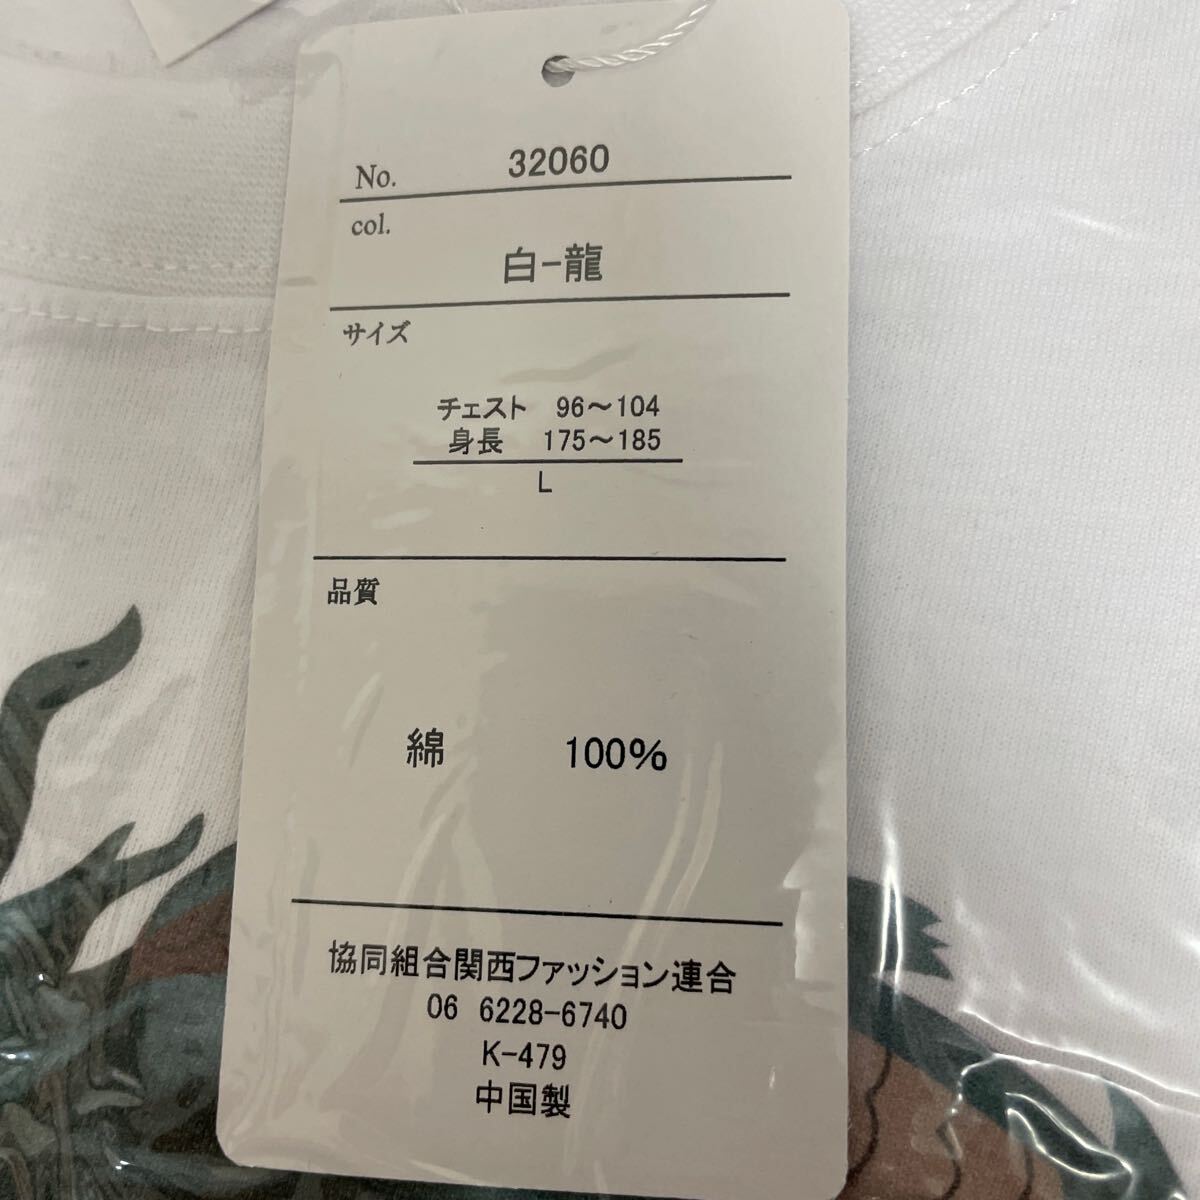 No. 32060
col.
白-龍
サイズ
チェスト 96～104
身長 175～185
L
品質
綿 100%
協同組合関西ファッション連合
06 6228-6740
K-479
中国製